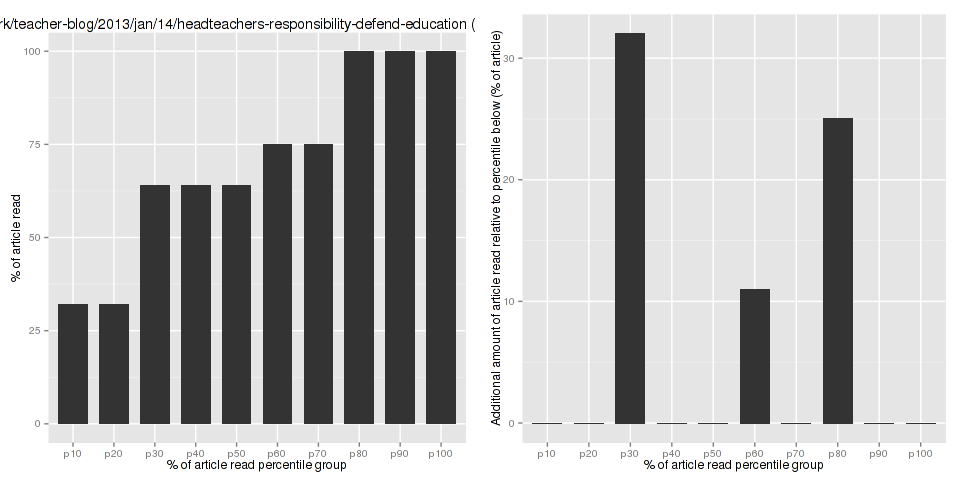 rk/teacher-blog/2013/jan/14/headteachers-responsibility-defend-education (
% of article read
100
75
50
25
0
p10 p20 p30 p40 p50 p60 p70 p80 p90 p100
% of article read percentile group
Additional amount of article read relative to percentile below (% of article)
30
20
10
0
p10 p20 p30 p40 p50 p60 p70 p80 p90 p100
% of article read percentile group